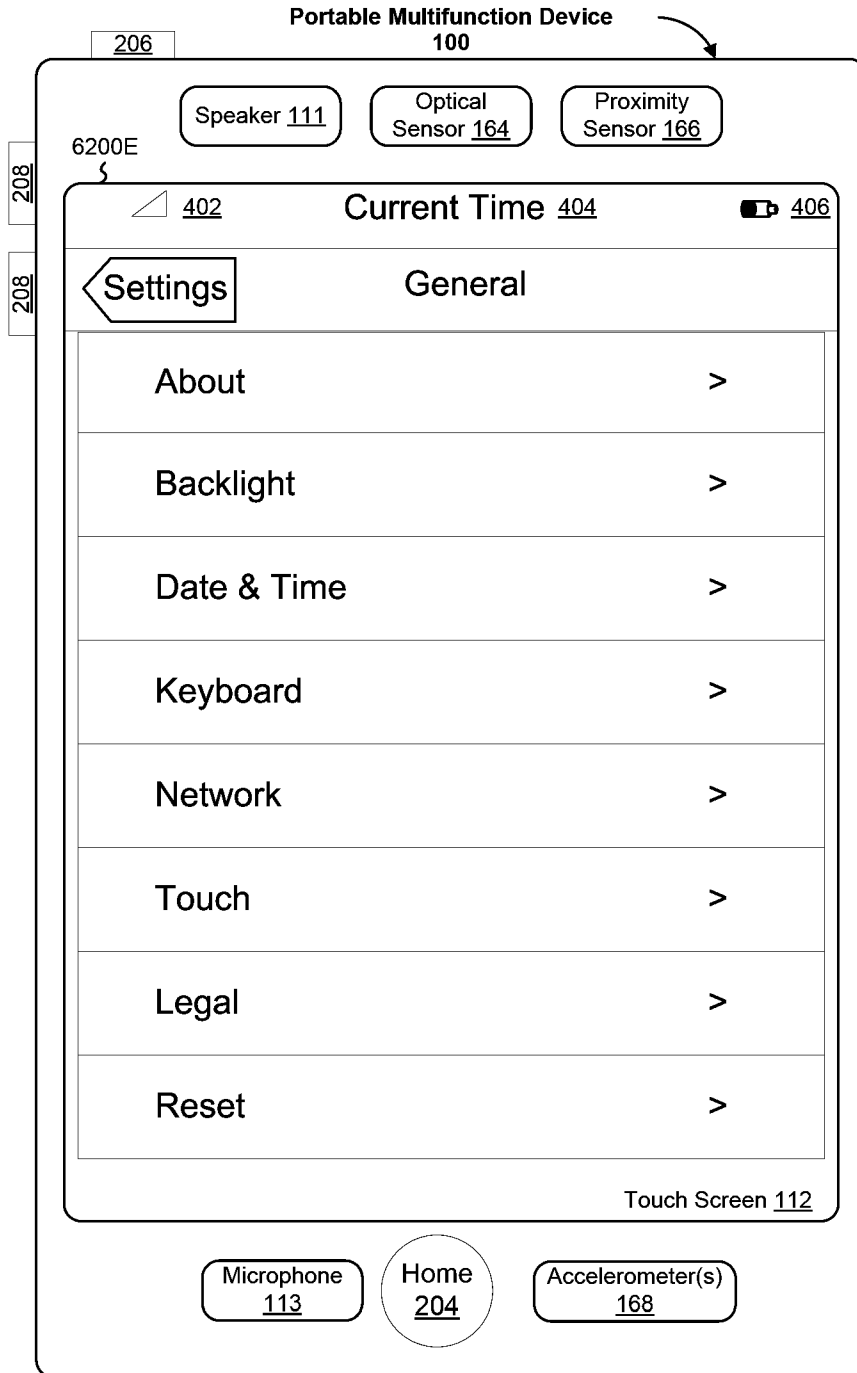 Portable Multifunction Device
100
206
Speaker 111
Optical
Sensor 164
Proximity
Sensor 166
6200E
208
208
402
Current Time 404
406
Settings
General
About >
Backlight >
Date & Time >
Keyboard >
Network >
Touch >
Legal >
Reset >
Touch Screen 112
Microphone
113
Home
204
Accelerometer(s)
168